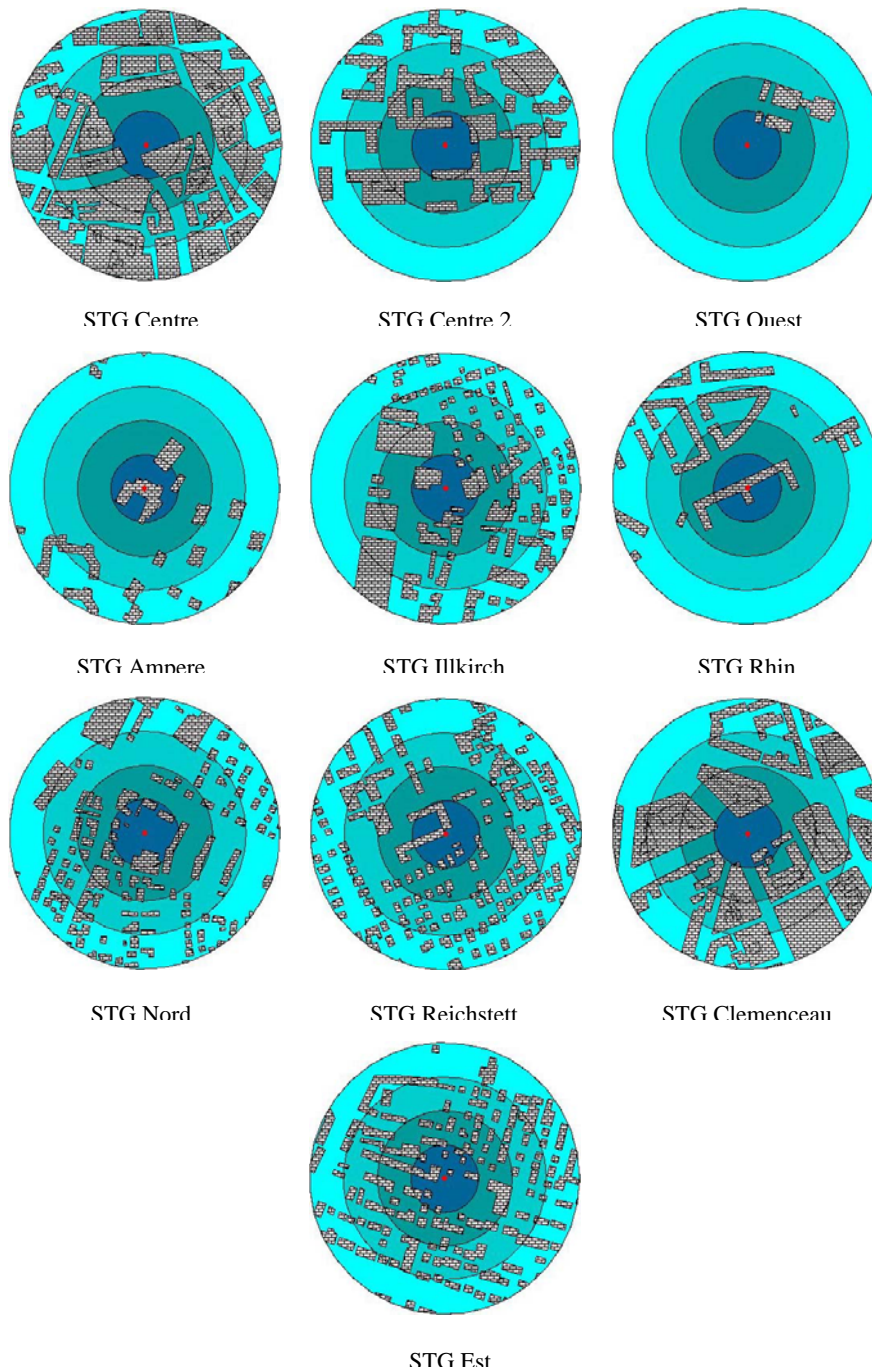 STG Centre
STG Centre 2
STG Ouest
STG Ampere
STG Illkirch
STG Rhin
STG Nord
STG Reichstett
STG Clemenceau
STG Est